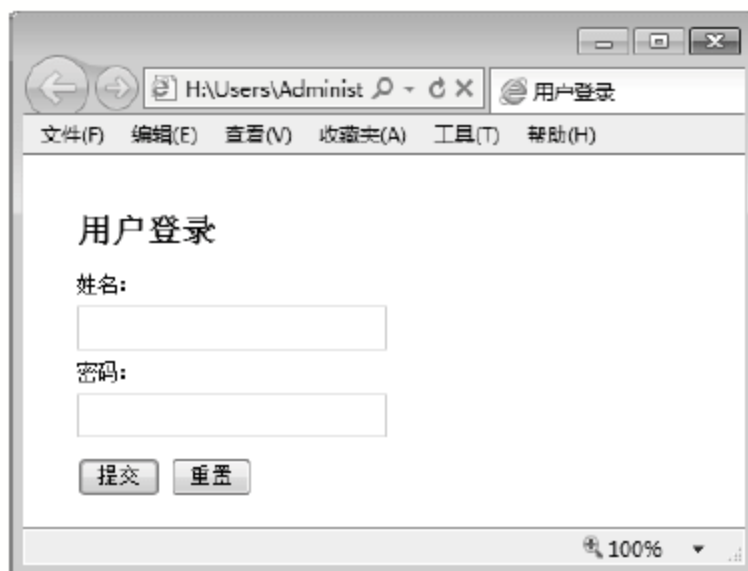 H:\Users\Administ
用户登录
文件(F) 编辑(E) 查看(V) 收藏夹(A) 工具(T) 帮助(H)
用户登录
姓名:
密码:
提交 重置
100%